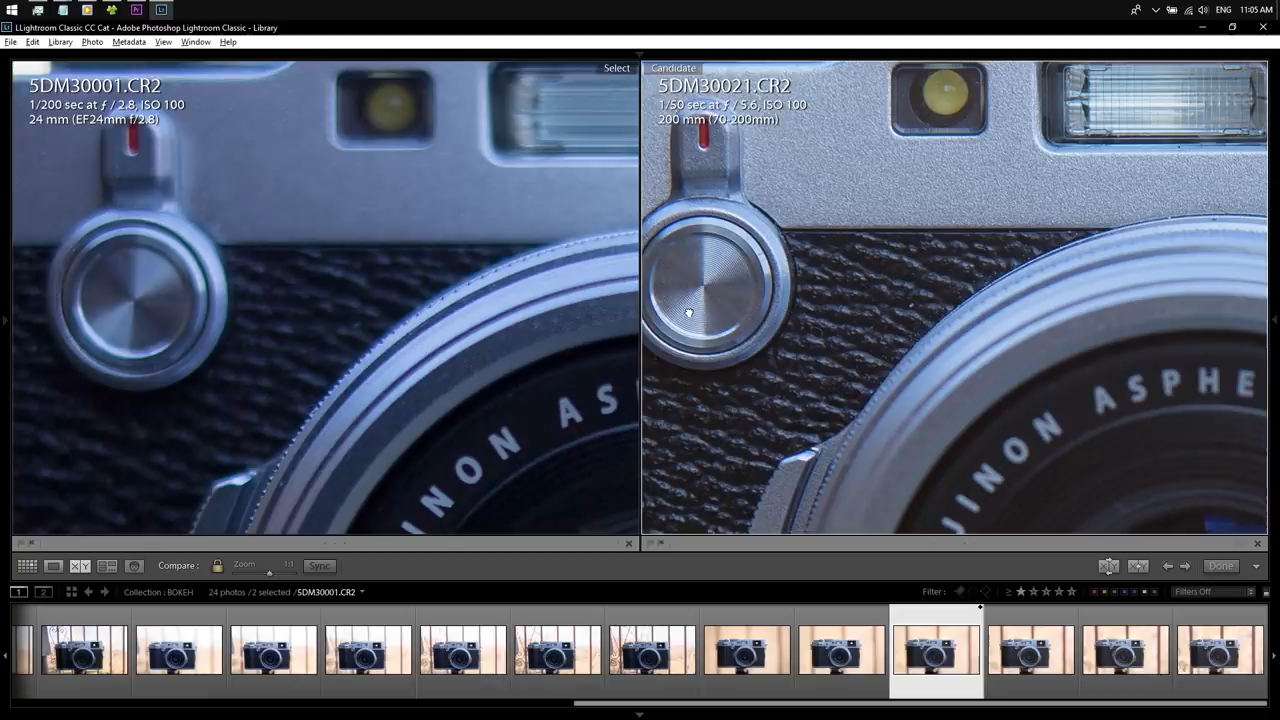 ENG 11:05 AM
LLightroom Classic CC Cat - Adobe Photoshop Lightroom Classic - Library
File Edit Library Photo Metadata View Window Help
Select
5DM30001.CR2
1/200 sec at ƒ / 2.8, ISO 100
24 mm (EF24mm f/2.8)
INON AS
Candidate
5DM30021.CR2
1/50 sec at ƒ / 5.6, ISO 100
200 mm (70-200mm)
JINON ASPHE
XY Compare : Zoom 1:1 Sync Done
1 2 Collection : BOKEH 24 photos / 2 selected / 5DM30001.CR2 Filter : ≥ ★★★★★ Filters Off